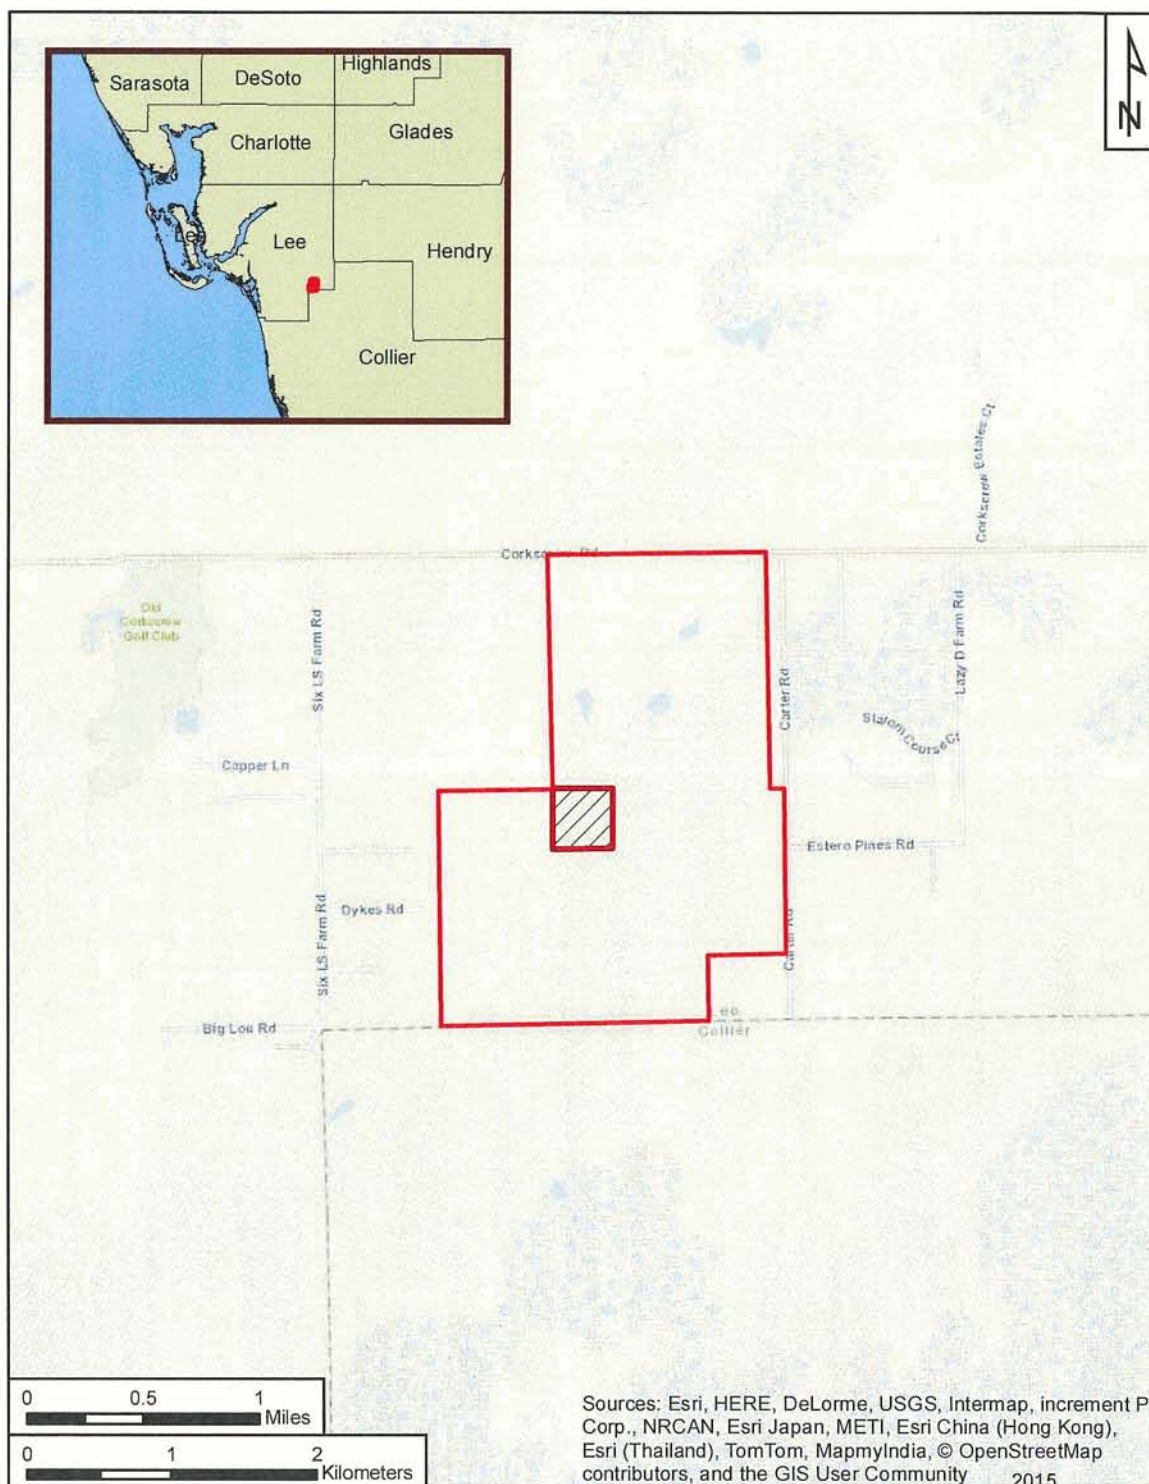 Highlands
Sarasota
DeSoto
Glades
Charlotte
Lee
Lee
Hendry
Collier
N
Corkscrew Estates Ct
Old
Corkscrew
Golf Club
Six LS Farm Rd
Carter Rd
Lazy D Farm Rd
Slalom Course Ct
Capper Ln
Estero Pines Rd
Dykes Rd
Six LS Farm Rd
Carter Rd
Big Lou Rd
Lee
Collier
0 0.5 1
Miles
0 1 2
Kilometers
Sources: Esri, HERE, DeLorme, USGS, Intermap, increment P
Corp., NRCAN, Esri Japan, METI, Esri China (Hong Kong),
Esri (Thailand), TomTom, MapmyIndia, © OpenStreetMap
contributors, and the GIS User Community 2015